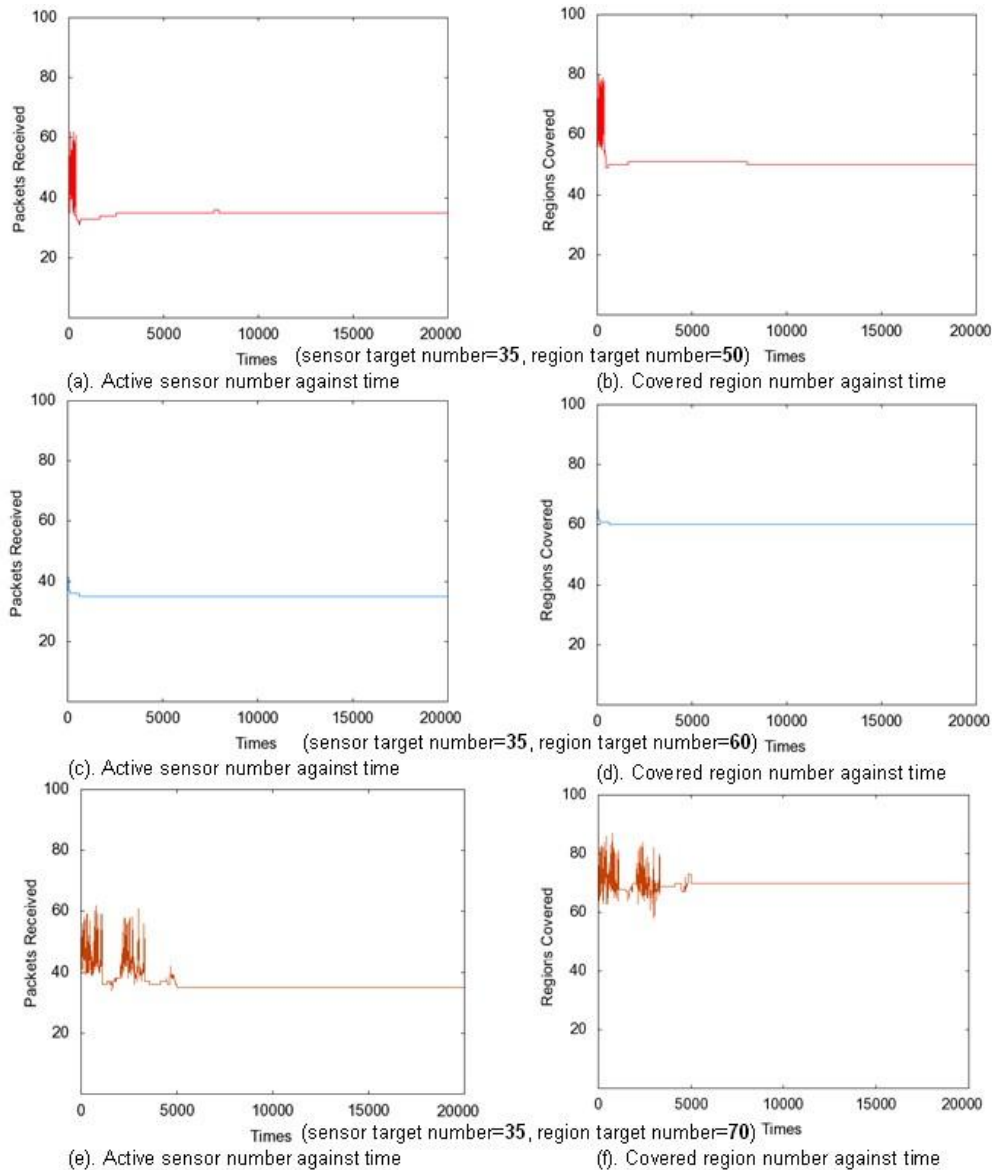 100
80
60
40
20
Packets Received
0 5000 10000 15000 20000
Times
100
80
60
40
20
Regions Covered
0 5000 10000 15000 20000
Times
(sensor target number=35, region target number=50)
(a). Active sensor number against time
(b). Covered region number against time
100
80
60
40
20
Packets Received
0 5000 10000 15000 20000
Times
100
80
60
40
20
Regions Covered
0 5000 10000 15000 20000
Times
(sensor target number=35, region target number=60)
(c). Active sensor number against time
(d). Covered region number against time
100
80
60
40
20
Packets Received
0 5000 10000 15000 20000
Times
100
80
60
40
20
Regions Covered
0 5000 10000 15000 20000
Times
(sensor target number=35, region target number=70)
(e). Active sensor number against time
(f). Covered region number against time